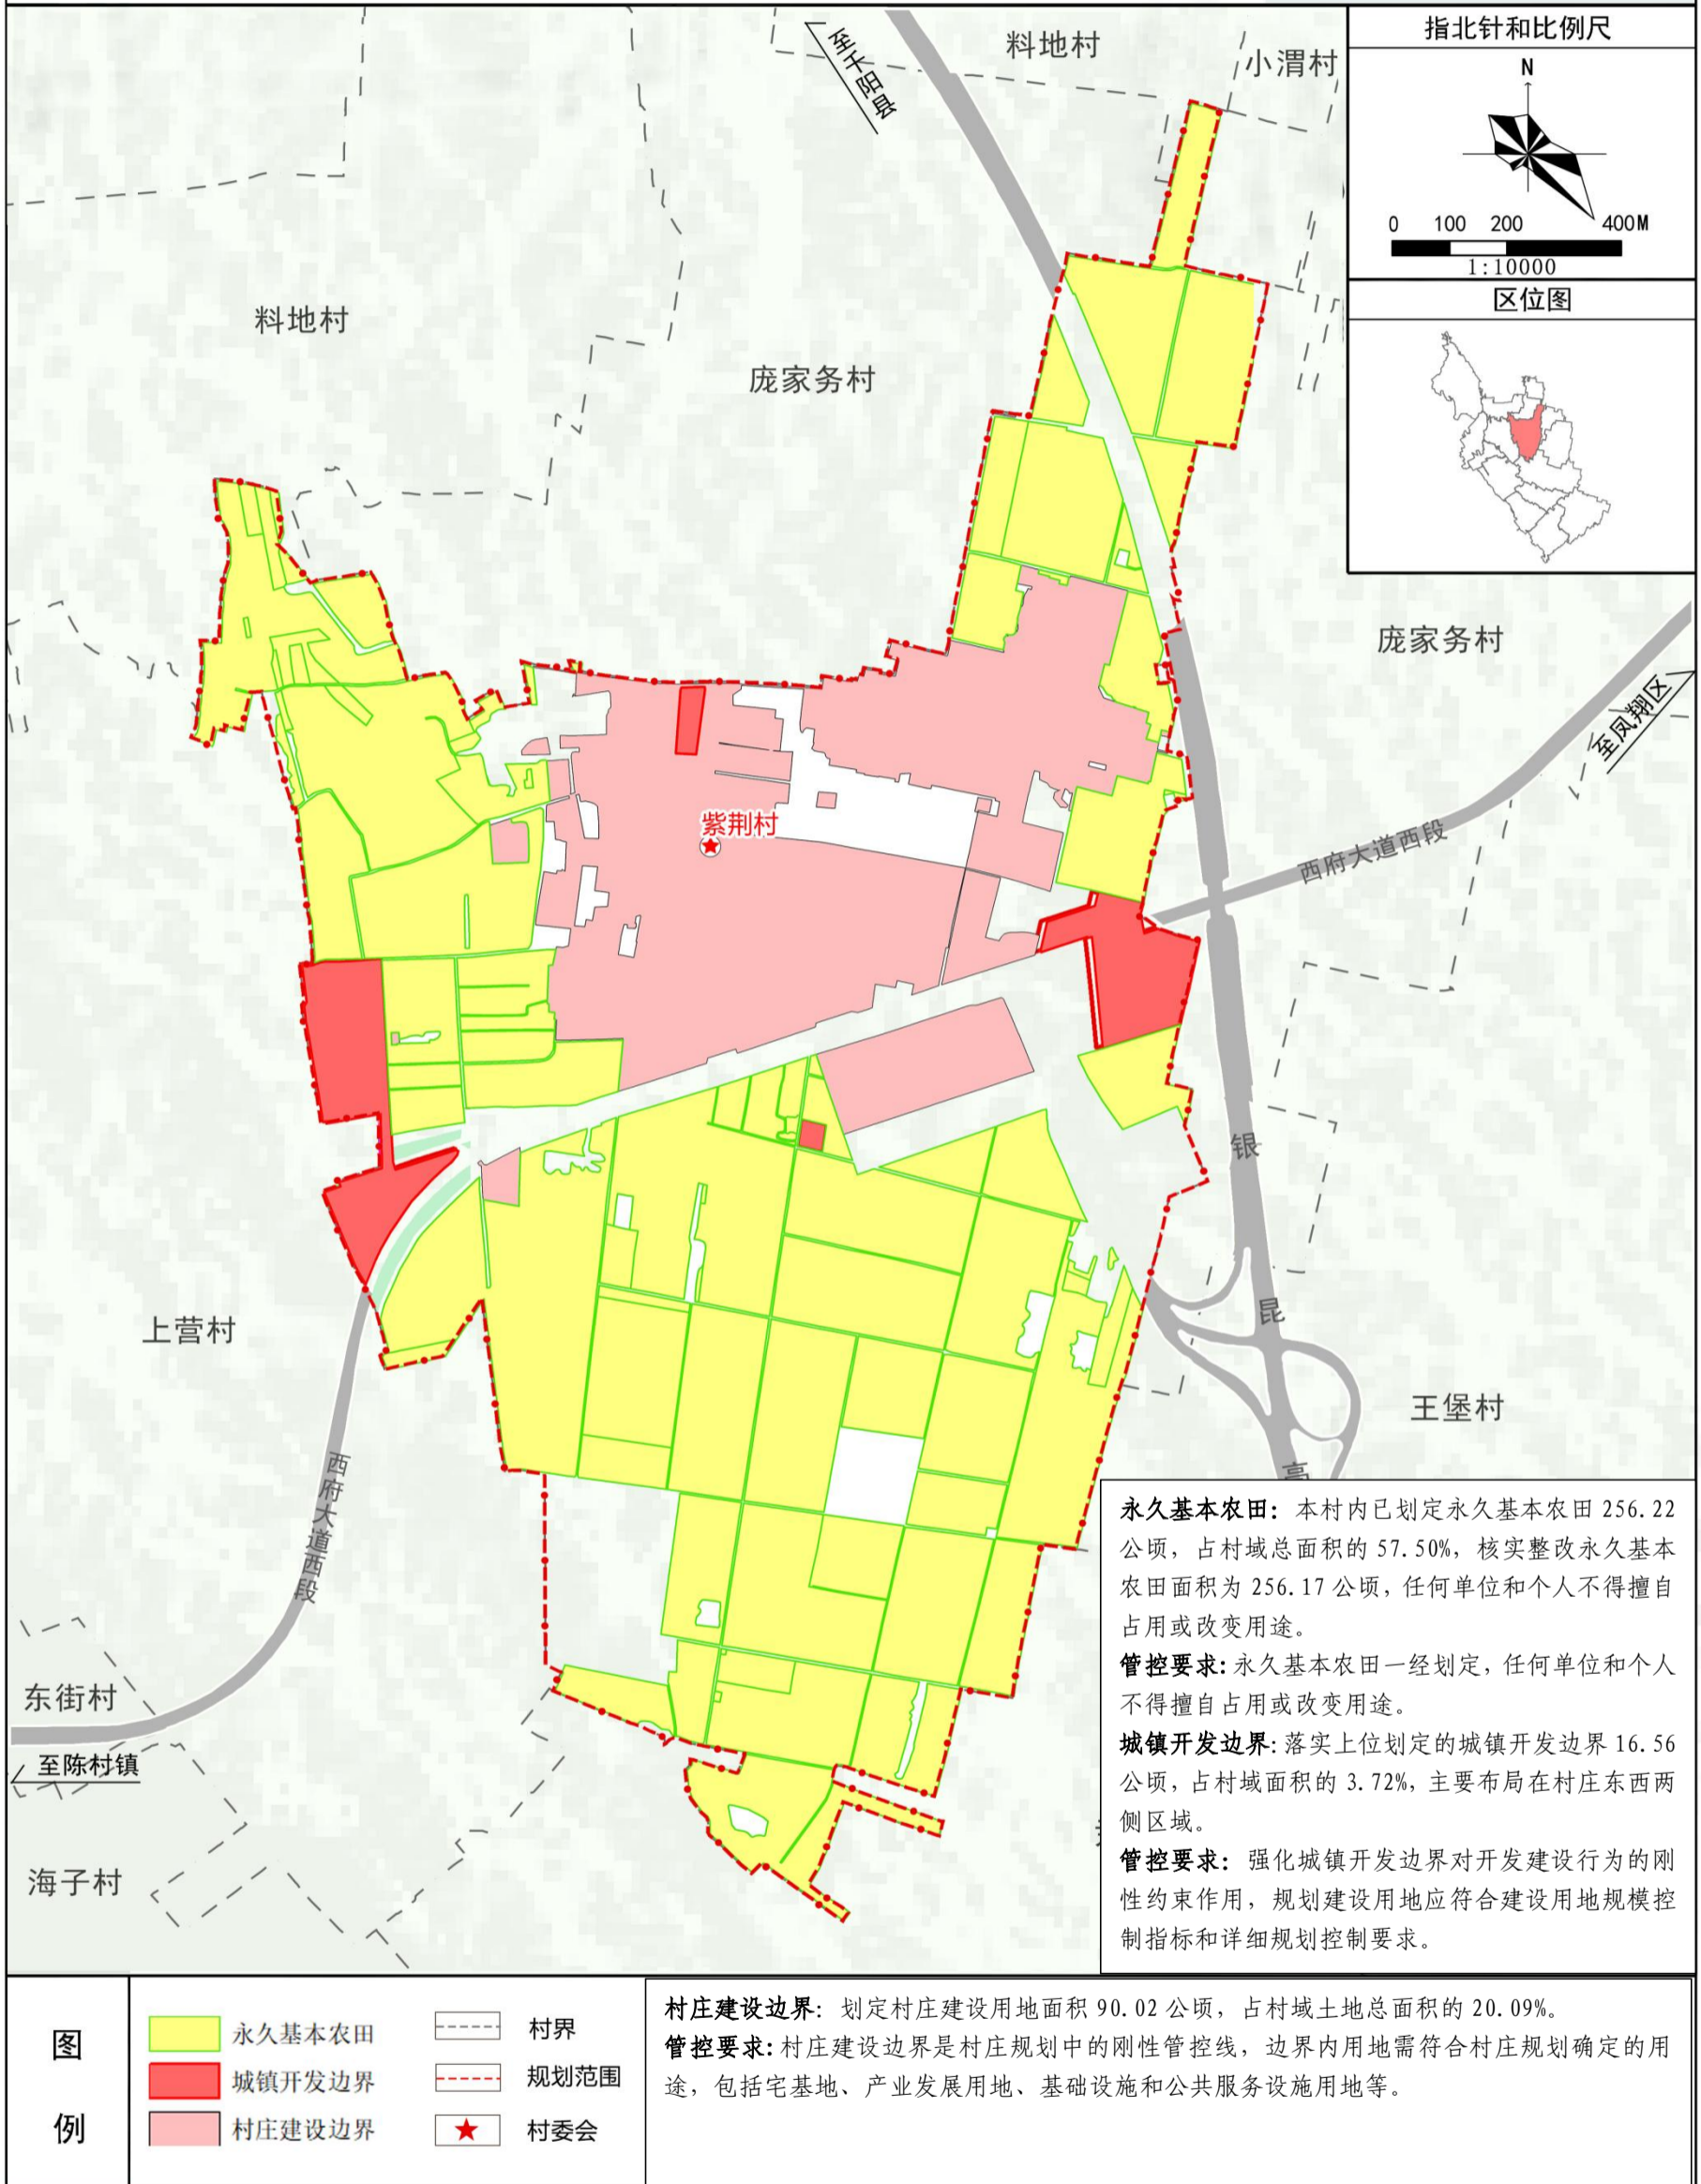 至千阳县
料地村
小渭村
指北针和比例尺
N
0 100 200 400M
1:10000
区位图
料地村
庞家务村
庞家务村
至凤翔区
紫荆村
西府大道西段
银
昆
高
上营村
王堡村
西府大道西段
东街村
至陈村镇
海子村
永久基本农田：本村内已划定永久基本农田 256.22
公顷，占村域总面积的 57.50%，核实整改永久基本
农田面积为 256.17 公顷，任何单位和个人不得擅自
占用或改变用途。
管控要求：永久基本农田一经划定，任何单位和个人
不得擅自占用或改变用途。
城镇开发边界：落实上位划定的城镇开发边界 16.56
公顷，占村域面积的 3.72%，主要布局在村庄东西两
侧区域。
管控要求：强化城镇开发边界对开发建设行为的刚
性约束作用，规划建设用地应符合建设用地规模控
制指标和详细规划控制要求。
图例
永久基本农田
城镇开发边界
村庄建设边界
村界
规划范围
村委会
村庄建设边界：划定村庄建设用地面积 90.02 公顷，占村域土地总面积的 20.09%。
管控要求：村庄建设边界是村庄规划中的刚性管控线，边界内用地需符合村庄规划确定的用
途，包括宅基地、产业发展用地、基础设施和公共服务设施用地等。